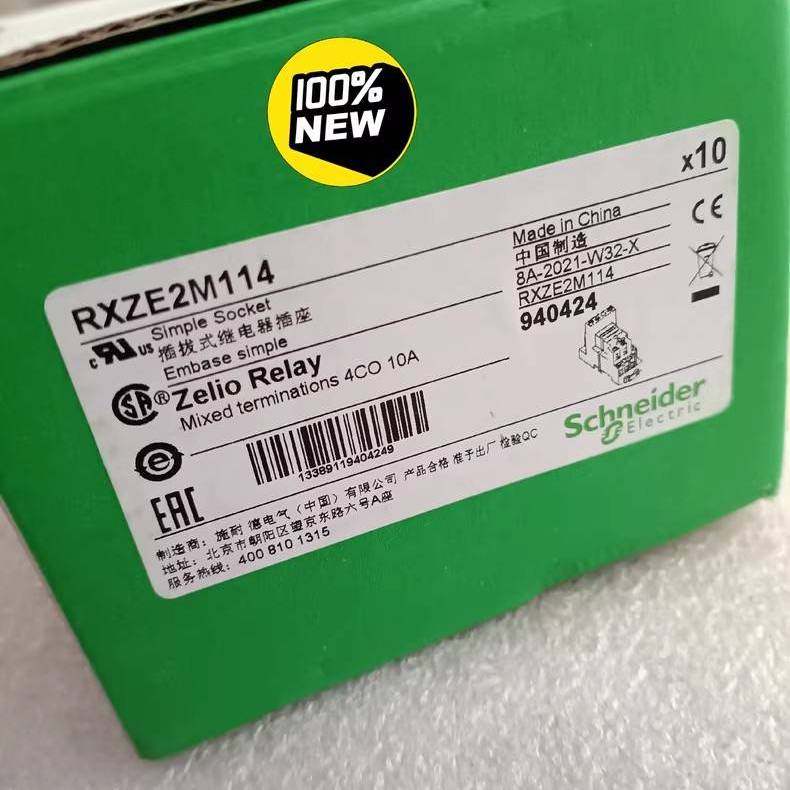 100%
NEW
x10
RXZE2M114
Simple Socket
插拔式继电器插座
Embase simple
Zelio Relay
Mixed terminations 4CO 10A
Made in China
中国制造
8A-2021-W32-X
RXZE2M114
940424
CE
c UR US
SA®
e
EAC
13389119404249
Schneider
Electric
制造商：施耐德电气（中国）有限公司 产品合格 准予出厂 检验QC
地址：北京市朝阳区望京东路六号A座
服务热线：400 810 1315